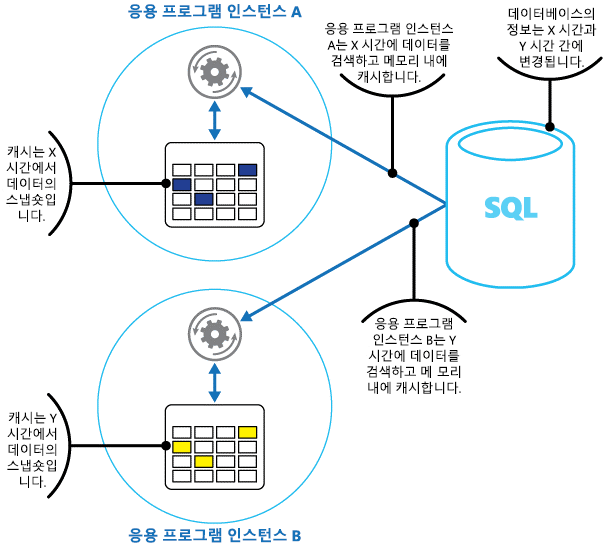 응용 프로그램 인스턴스 A
응용 프로그램 인스턴스
A는 X 시간에 데이터를
검색하고 메모리 내에
캐시합니다.
데이터베이스의
정보는 X 시간과
Y 시간 간에
변경됩니다.
캐시는 X
시간에서
데이터의
스냅숏입
니다.
SQL
응용 프로그램
인스턴스 B는 Y
시간에 데이터를
검색하고 메 모리
내에 캐시합니다.
캐시는 Y
시간에서
데이터의
스냅숏입
니다.
응용 프로그램 인스턴스 B